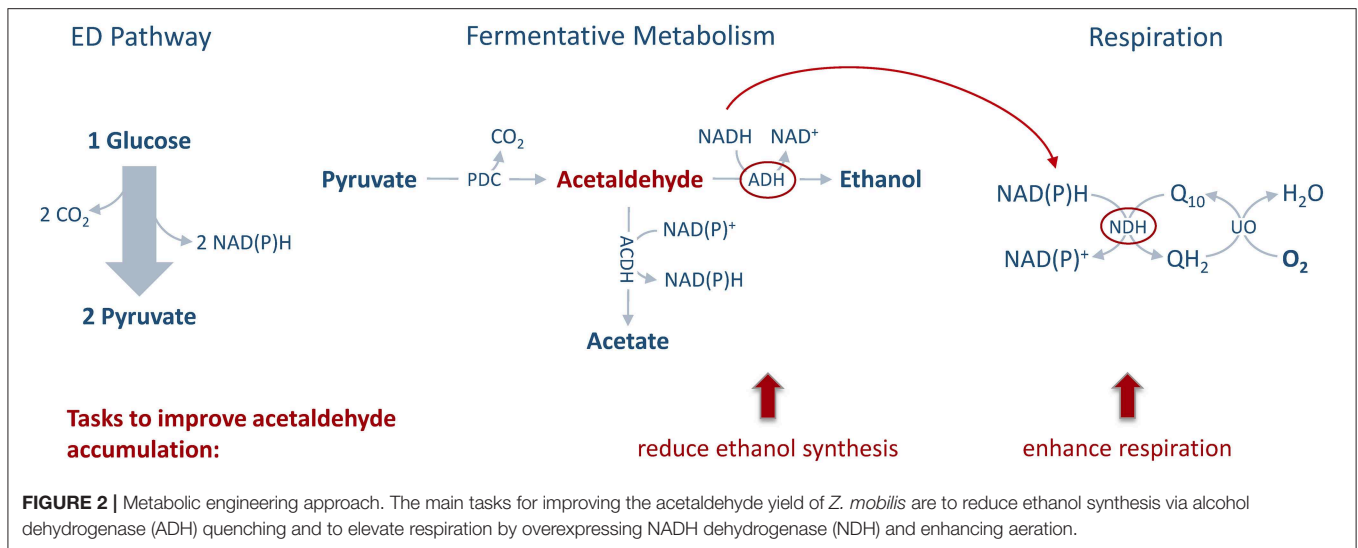 ED Pathway
Fermentative Metabolism
Respiration
1 Glucose
2 CO₂
2 NAD(P)H
2 Pyruvate
CO₂
NADH
NAD⁺
Pyruvate
PDC
Acetaldehyde
ADH
Ethanol
ACDH
NAD(P)⁺
NAD(P)H
Acetate
NAD(P)H
Q₁₀
H₂O
NDH
UO
NAD(P)⁺
QH₂
O₂
Tasks to improve acetaldehyde
accumulation:
reduce ethanol synthesis
enhance respiration
FIGURE 2 | Metabolic engineering approach. The main tasks for improving the acetaldehyde yield of Z. mobilis are to reduce ethanol synthesis via alcohol
dehydrogenase (ADH) quenching and to elevate respiration by overexpressing NADH dehydrogenase (NDH) and enhancing aeration.